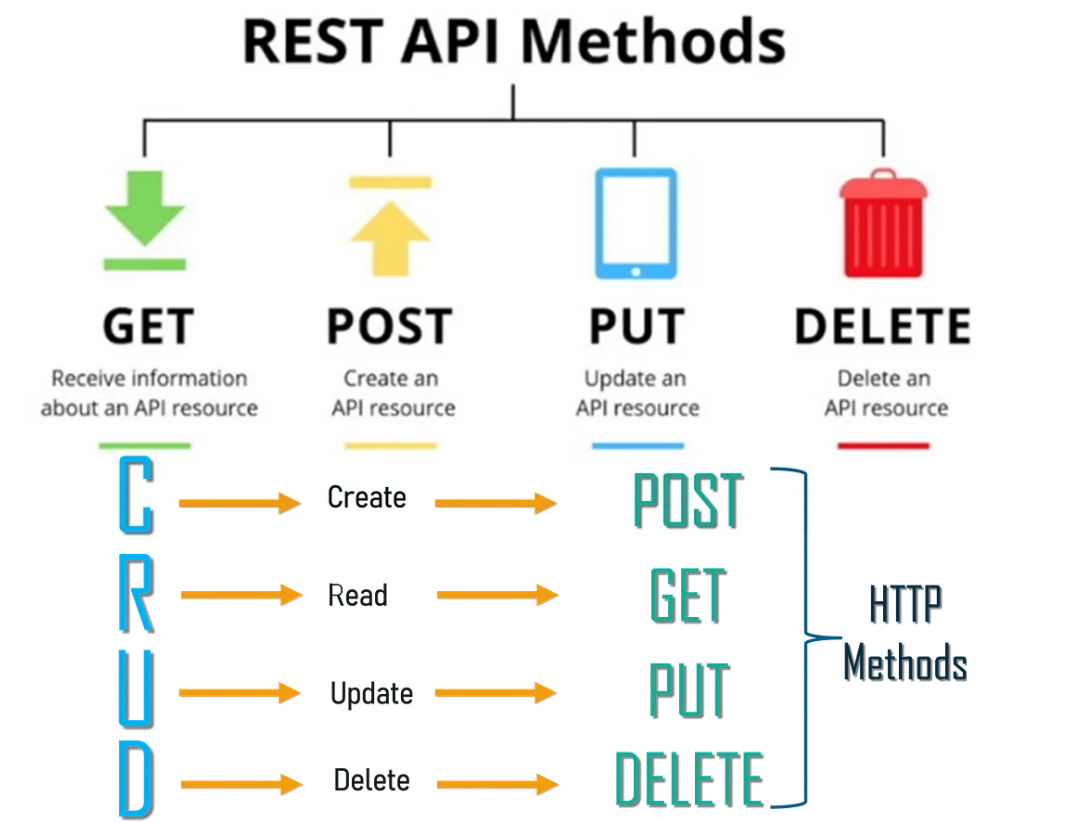 REST API Methods
GET
POST
PUT
DELETE
Receive information
about an API resource
Create an
API resource
Update an
API resource
Delete an
API resource
C Create POST
R Read GET
U Update PUT
D Delete DELETE
HTTP
Methods